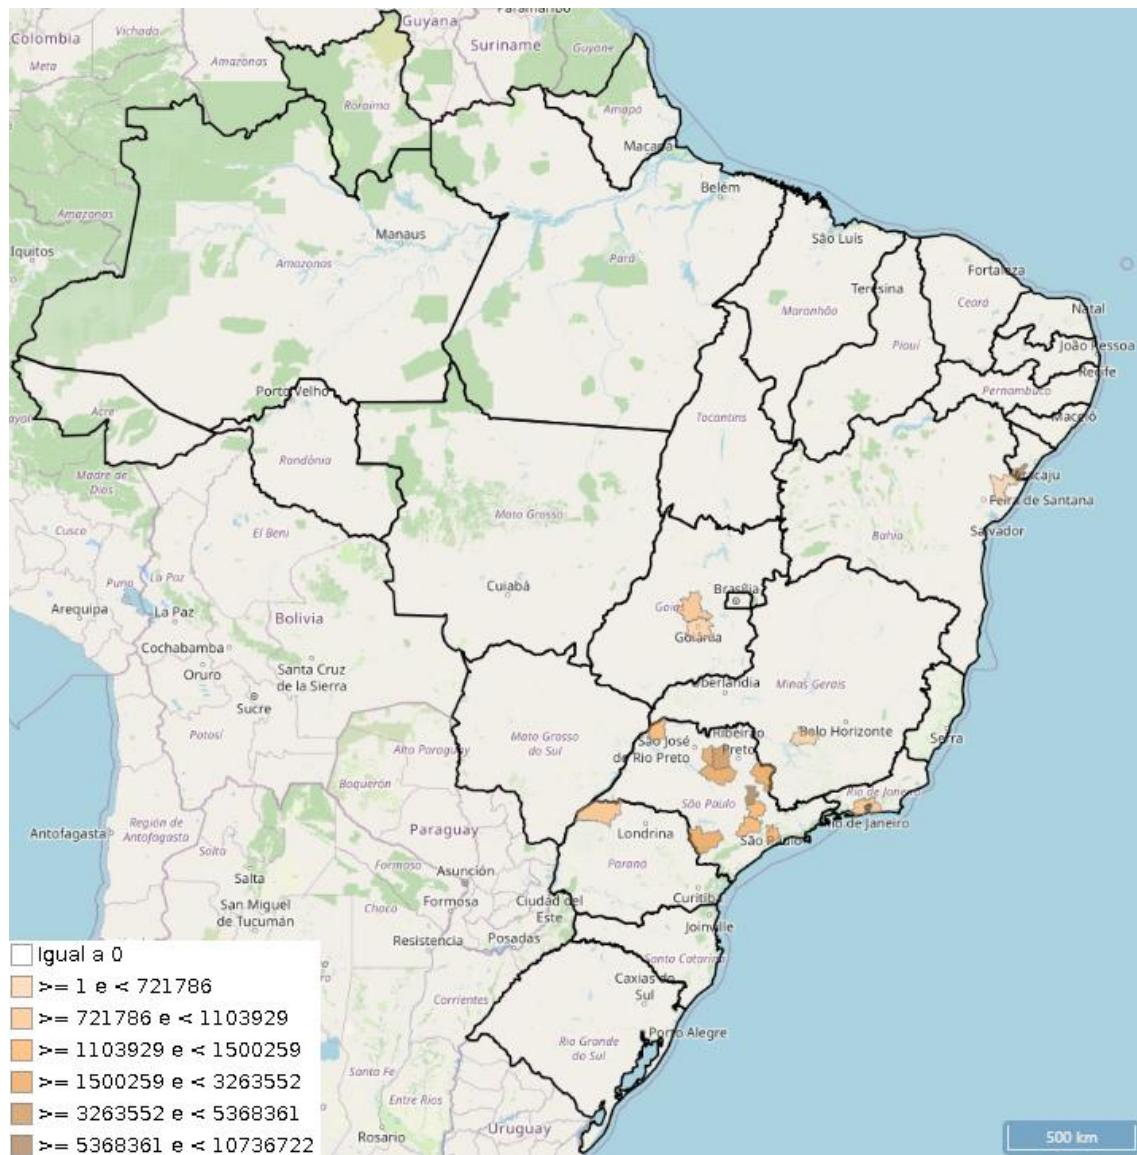 Paramaribo
Guyana
Colombia
Vichada
Suriname
Guyane
Meta
Amazonas
Roraima
Amapá
Macapá
Belém
Amazonas
Manaus
São Luís
Iquitos
Amazonas
Pará
Fortaleza
Teresina
Ceará
Maranhão
Natal
Piauí
João Pessoa
Recife
Porto Velho
Pernambuco
Acre
Tocantins
Maceió
Rondônia
Madre de
Dios
Aracaju
Feira de Santana
Mato Grosso
Cusco
El Beni
Salvador
Bahia
Puno
La Paz
Cuiabá
Brasília
Arequipa
La Paz
Goiás
Bolivia
Goiânia
Cochabamba
Oruro
Santa Cruz
de la Sierra
Uberlandia
Minas Gerais
Sucre
Potosí
Mato Grosso
do Sul
Alto Paraguay
São José
do Rio Preto
Ribeirão
Preto
Belo Horizonte
Serra
Boquerón
Rio de Janeiro
São Paulo
Rio de Janeiro
Antofagasta
Región de
Antofagasta
Paraguay
Londrina
São Paulo
Salta
Paraná
Salta
Formosa
Asunción
San Miguel
de Tucumán
Chaco
Formosa
Ciudad del
Este
Curitiba
Resistencia
Posadas
Joinville
Santa Catarina
Corrientes
Caxias do
Sul
Porto Alegre
Rio Grande
do Sul
Santa Fe
Entre Ríos
Rosario
Uruguay
Igual a 0
>= 1 e < 721786
>= 721786 e < 1103929
>= 1103929 e < 1500259
>= 1500259 e < 3263552
>= 3263552 e < 5368361
>= 5368361 e < 10736722
500 km